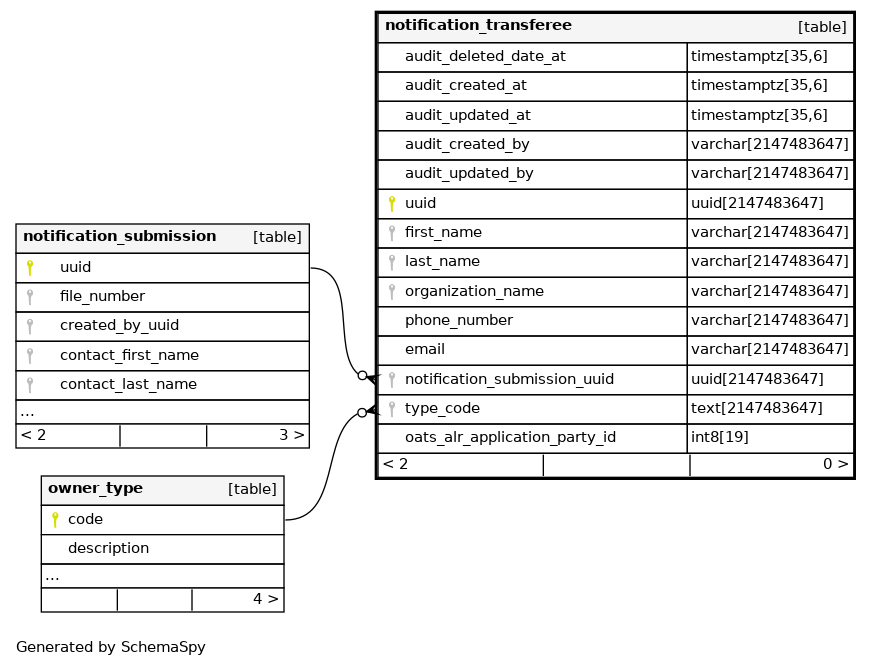 notification_transferee [table]
audit_deleted_date_at timestamptz[35,6]
audit_created_at timestamptz[35,6]
audit_updated_at timestamptz[35,6]
audit_created_by varchar[2147483647]
audit_updated_by varchar[2147483647]
uuid uuid[2147483647]
first_name varchar[2147483647]
last_name varchar[2147483647]
organization_name varchar[2147483647]
phone_number varchar[2147483647]
email varchar[2147483647]
notification_submission_uuid uuid[2147483647]
type_code text[2147483647]
oats_alr_application_party_id int8[19]
< 2 0 >
notification_submission [table]
uuid
file_number
created_by_uuid
contact_first_name
contact_last_name
...
< 2 3 >
owner_type [table]
code
description
...
4 >
Generated by SchemaSpy